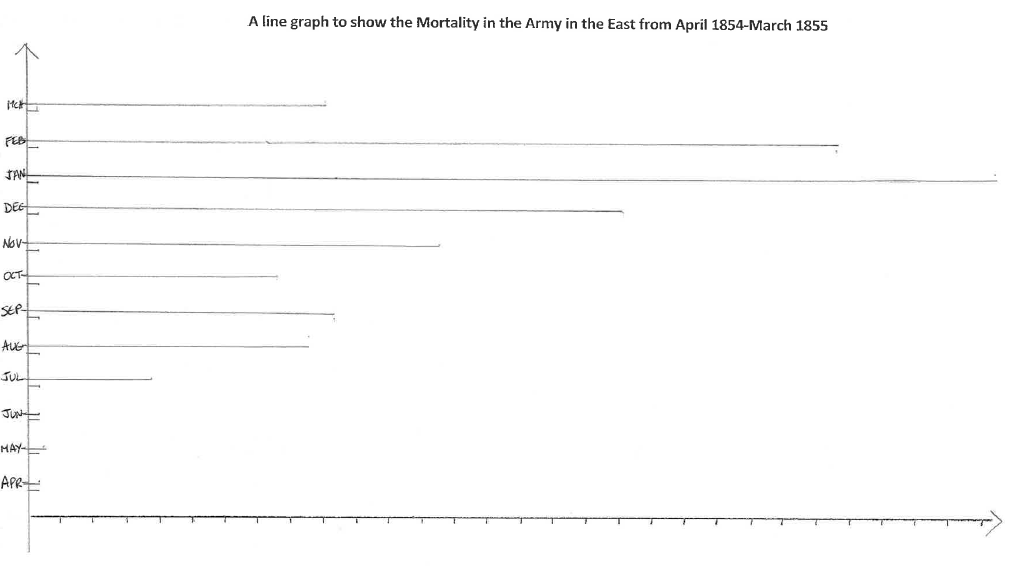 A line graph to show the Mortality in the Army in the East from April 1854-March 1855
MCH
FEB
JAN
DEC
NOV
OCT
SEP
AUG
JUL
JUN
MAY
APR